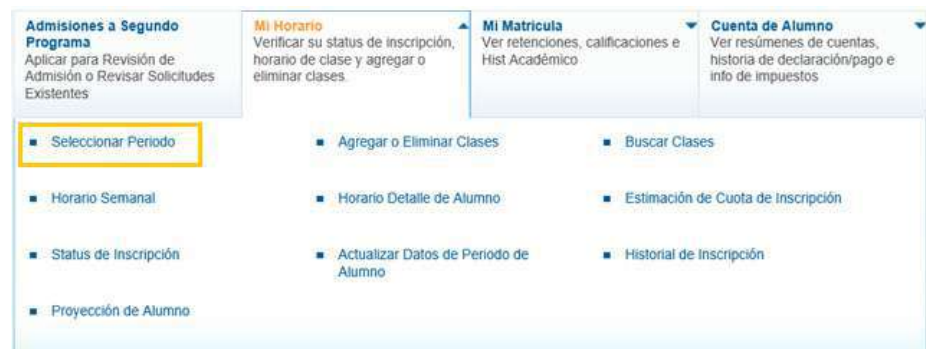 Admisiones a Segundo
Programa
Aplicar para Revisión de
Admisión o Revisar Solicitudes
Existentes
Mi Horario
Verificar su status de inscripción,
horario de clase y agregar o
eliminar clases.
Mi Matricula
Ver retenciones, calificaciones e
Hist Académico
Cuenta de Alumno
Ver resúmenes de cuentas,
historia de declaración/pago e
info de impuestos
Seleccionar Periodo
Agregar o Eliminar Clases
Buscar Clases
Horario Semanal
Horario Detalle de Alumno
Estimación de Cuota de Inscripción
Status de Inscripción
Actualizar Datos de Periodo de
Alumno
Historial de Inscripción
Proyección de Alumno